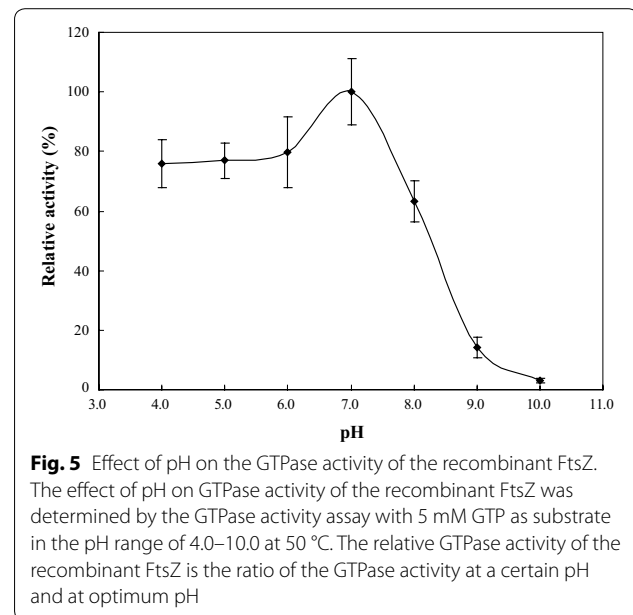 120
100
80
60
40
20
0
Relative activity (%)
3.0 4.0 5.0 6.0 7.0 8.0 9.0 10.0 11.0
pH
Fig. 5 Effect of pH on the GTPase activity of the recombinant FtsZ.
The effect of pH on GTPase activity of the recombinant FtsZ was
determined by the GTPase activity assay with 5 mM GTP as substrate
in the pH range of 4.0–10.0 at 50 °C. The relative GTPase activity of the
recombinant FtsZ is the ratio of the GTPase activity at a certain pH
and at optimum pH